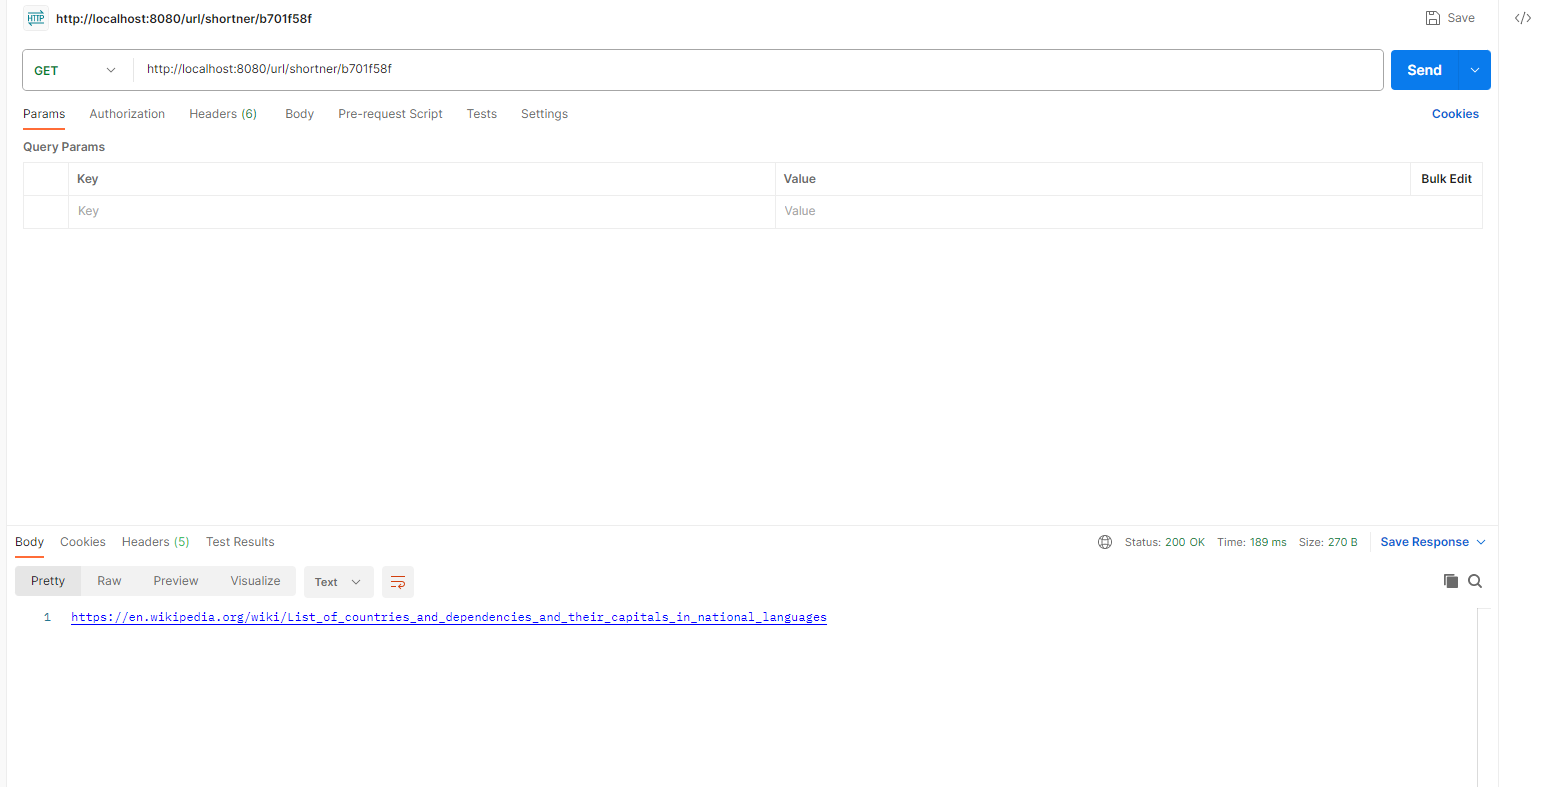 HTTP http://localhost:8080/url/shortner/b701f58f Save </>
GET http://localhost:8080/url/shortner/b701f58f Send
Params Authorization Headers (6) Body Pre-request Script Tests Settings Cookies
Query Params
Key Value Bulk Edit
Key Value
Body Cookies Headers (5) Test Results Status: 200 OK Time: 189 ms Size: 270 B Save Response
Pretty Raw Preview Visualize Text
1 https://en.wikipedia.org/wiki/List_of_countries_and_dependencies_and_their_capitals_in_national_languages